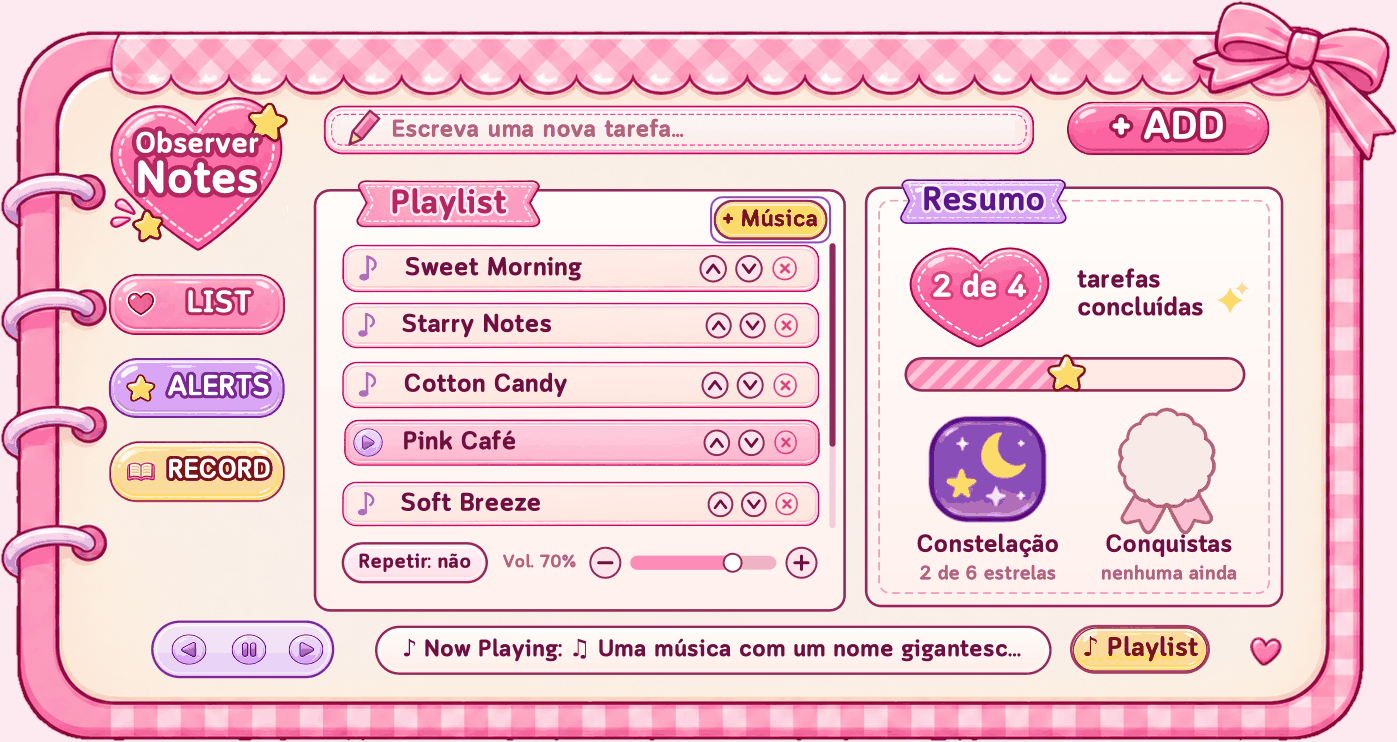 Observer
Notes
Escreva uma nova tarefa…
+ ADD
LIST
ALERTS
RECORD
Playlist
+ Música
Sweet Morning
Starry Notes
Cotton Candy
Pink Café
Soft Breeze
Repetir: não
Vol. 70%
Resumo
2 de 4
tarefas
concluídas
Constelação
2 de 6 estrelas
Conquistas
nenhuma ainda
♪ Now Playing: ♫ Uma música com um nome gigantesc…
♪ Playlist